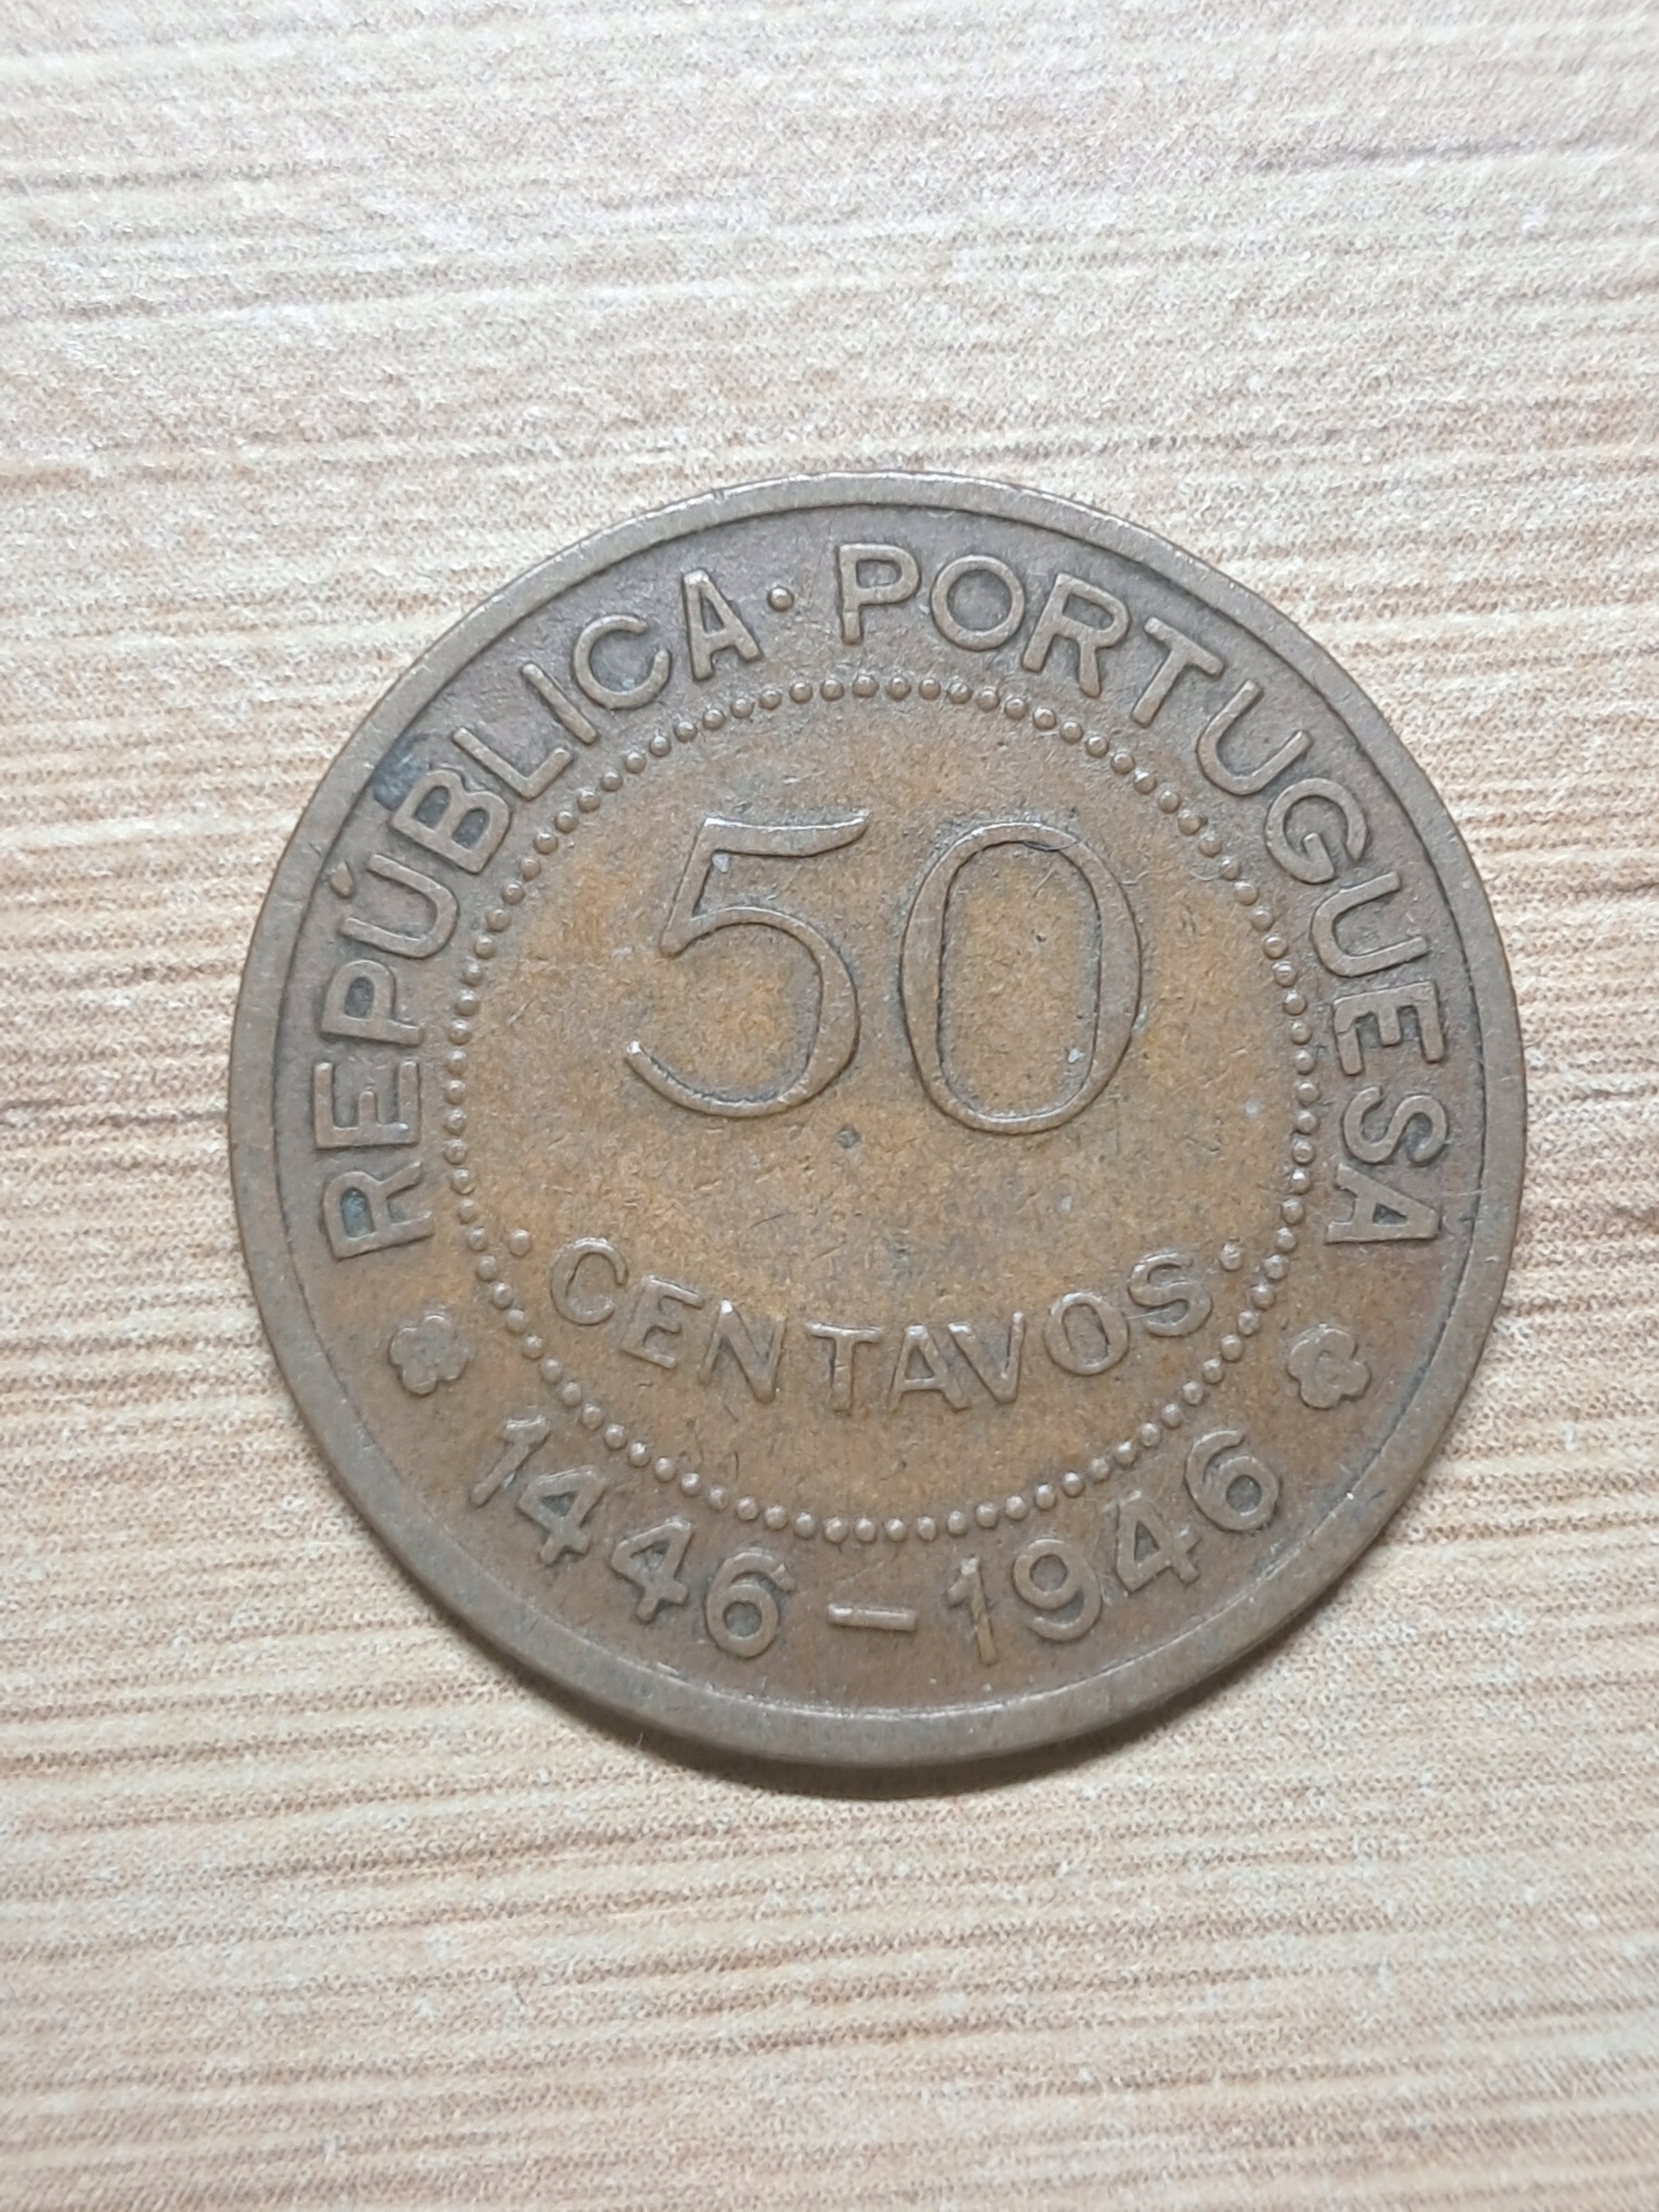 REPÚBLICA · PORTUGUESA
50
· CENTAVOS ·
1446 – 1946